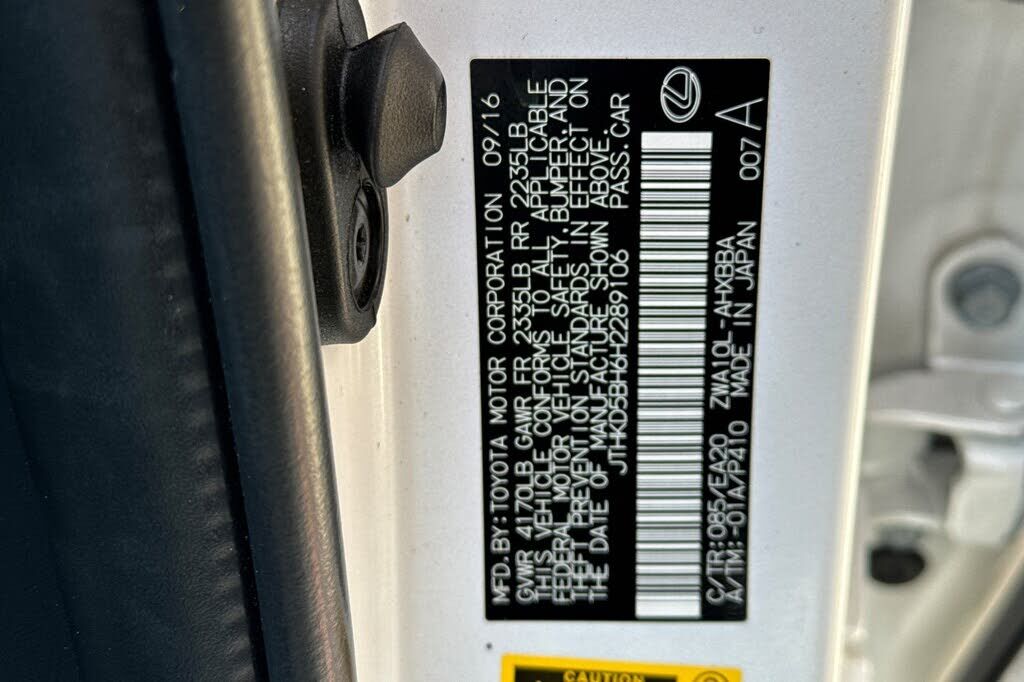 MFD.BY:TOYOTA MOTOR CORPORATION 09/16
GVWR 4170LB GAWR FR 2335LB RR 2235LB
THIS VEHICLE CONFORMS TO ALL APPLICABLE
FEDERAL MOTOR VEHICLE SAFETY,BUMPER,AND
THEFT PREVENTION STANDARDS IN EFFECT ON
THE DATE OF MANUFACTURE SHOWN ABOVE.
JTHKD5BH6H2289106 PASS.CAR
C/TR:085/EA20 ZWA10L-AHXBBA 007
A/TM:-01A/P410 MADE IN JAPAN A
CAUTION